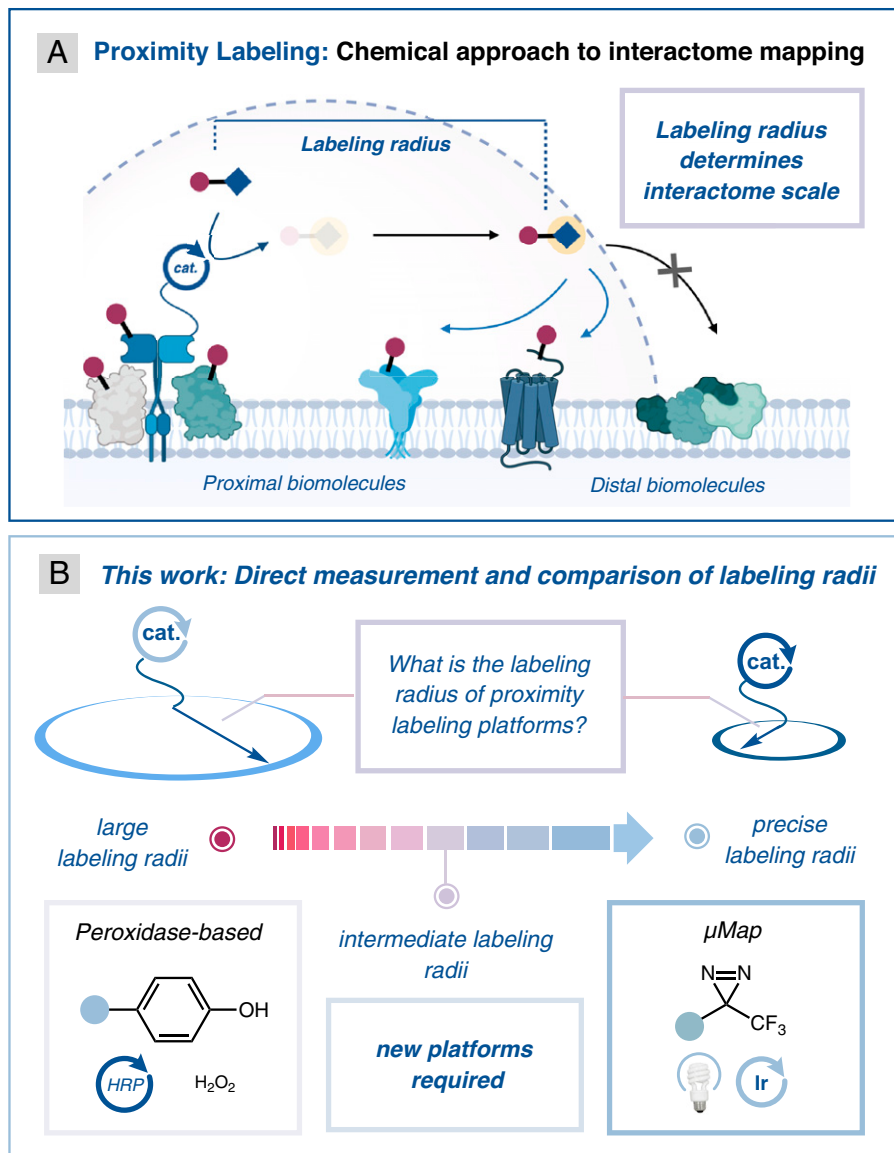 A
Proximity Labeling: Chemical approach to interactome mapping
Labeling radius
Labeling radius
determines
interactome scale
cat.
Proximal biomolecules
Distal biomolecules
B
This work: Direct measurement and comparison of labeling radii
cat.
What is the labeling
radius of proximity
labeling platforms?
cat.
large
labeling radii
precise
labeling radii
intermediate labeling
radii
Peroxidase-based
OH
HRP
H₂O₂
new platforms
required
µMap
N=N
CF₃
Ir